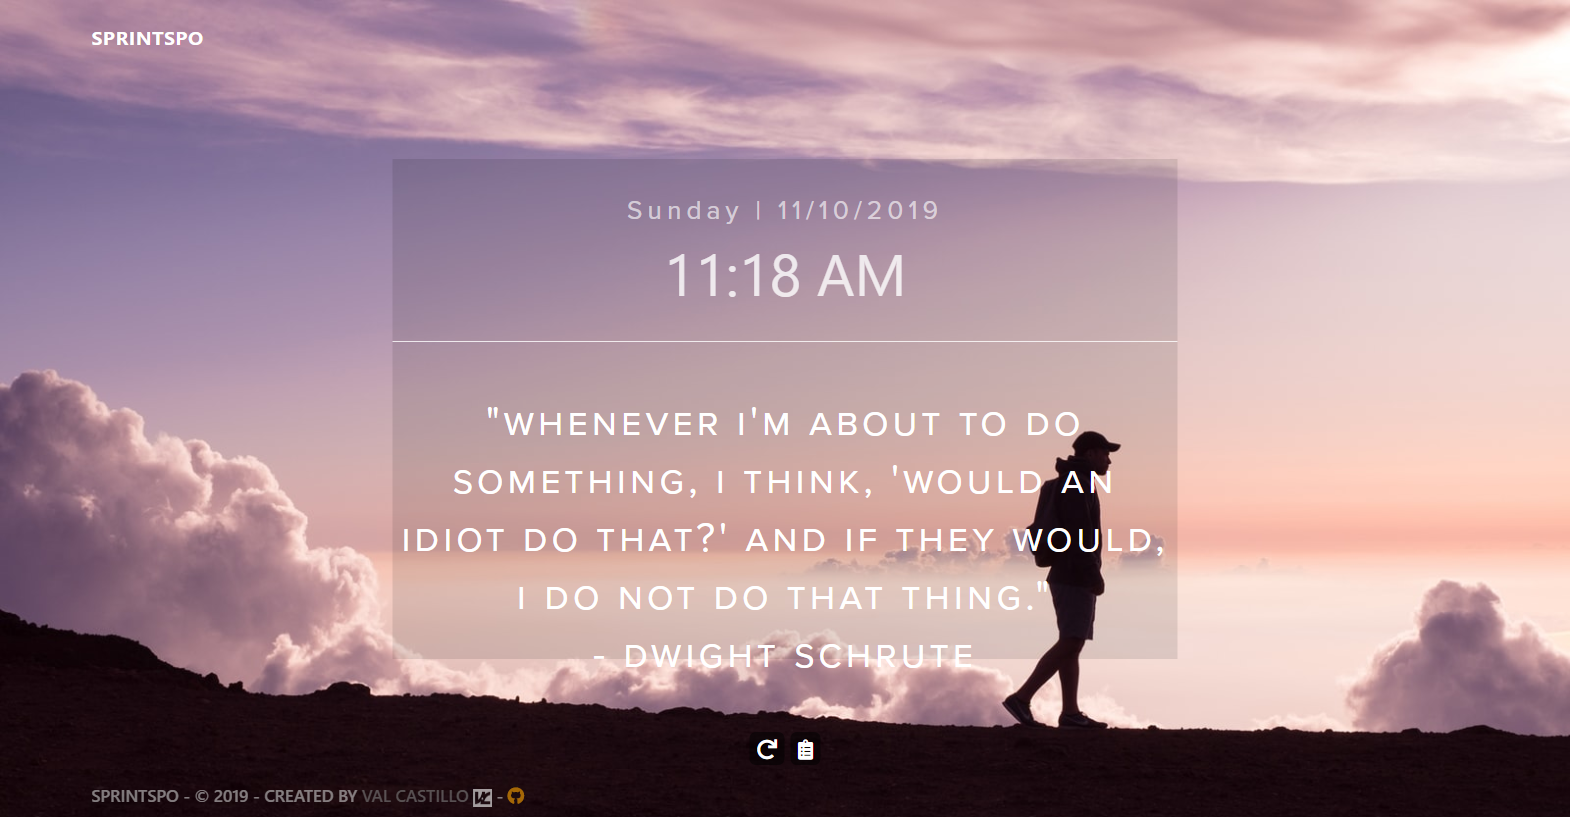 SPRINTSPO
Sunday | 11/10/2019
11:18 AM
"WHENEVER I'M ABOUT TO DO
SOMETHING, I THINK, 'WOULD AN
IDIOT DO THAT?' AND IF THEY WOULD,
I DO NOT DO THAT THING."
- DWIGHT SCHRUTE
SPRINTSPO - © 2019 - CREATED BY VAL CASTILLO VC -